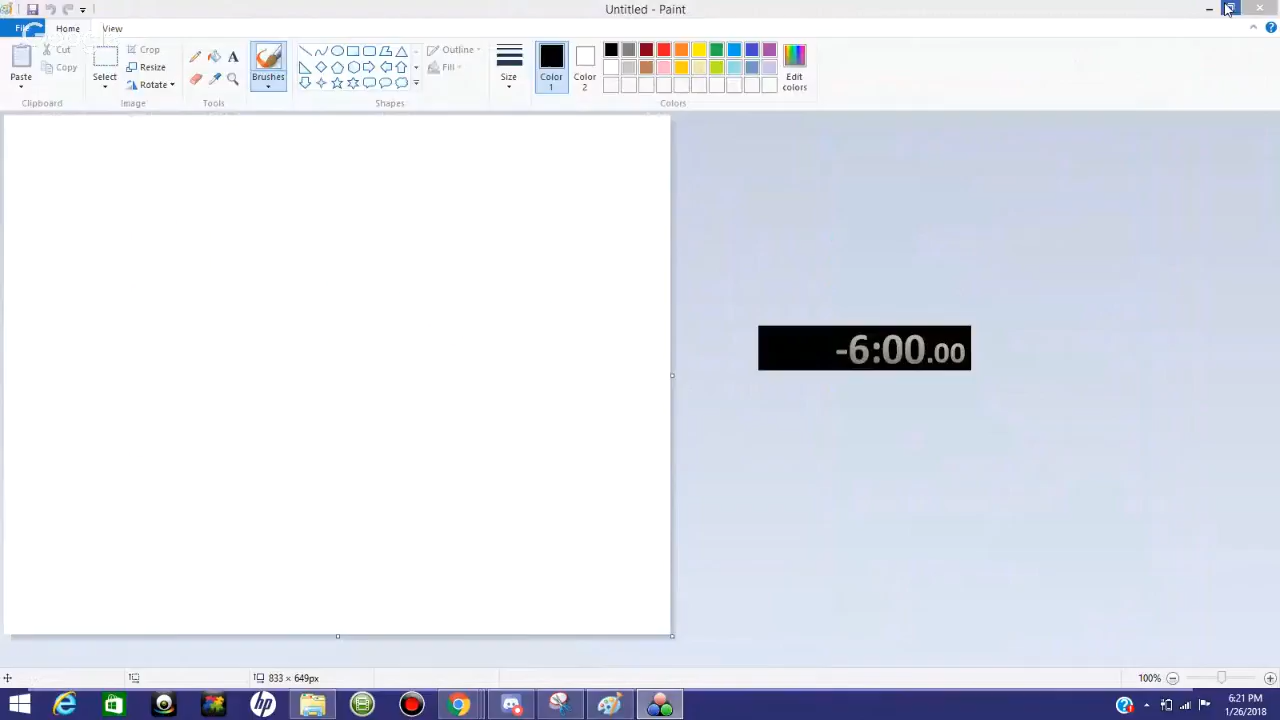 Untitled - Paint
File Home View
Paste
Cut
Copy
Clipboard
Select
Crop
Resize
Rotate
Image
Tools
Brushes
Shapes
Outline
Fill
Size
Color 1
Color 2
Edit colors
Colors
-6:00.00
833 × 649px
100%
6:21 PM
1/26/2018